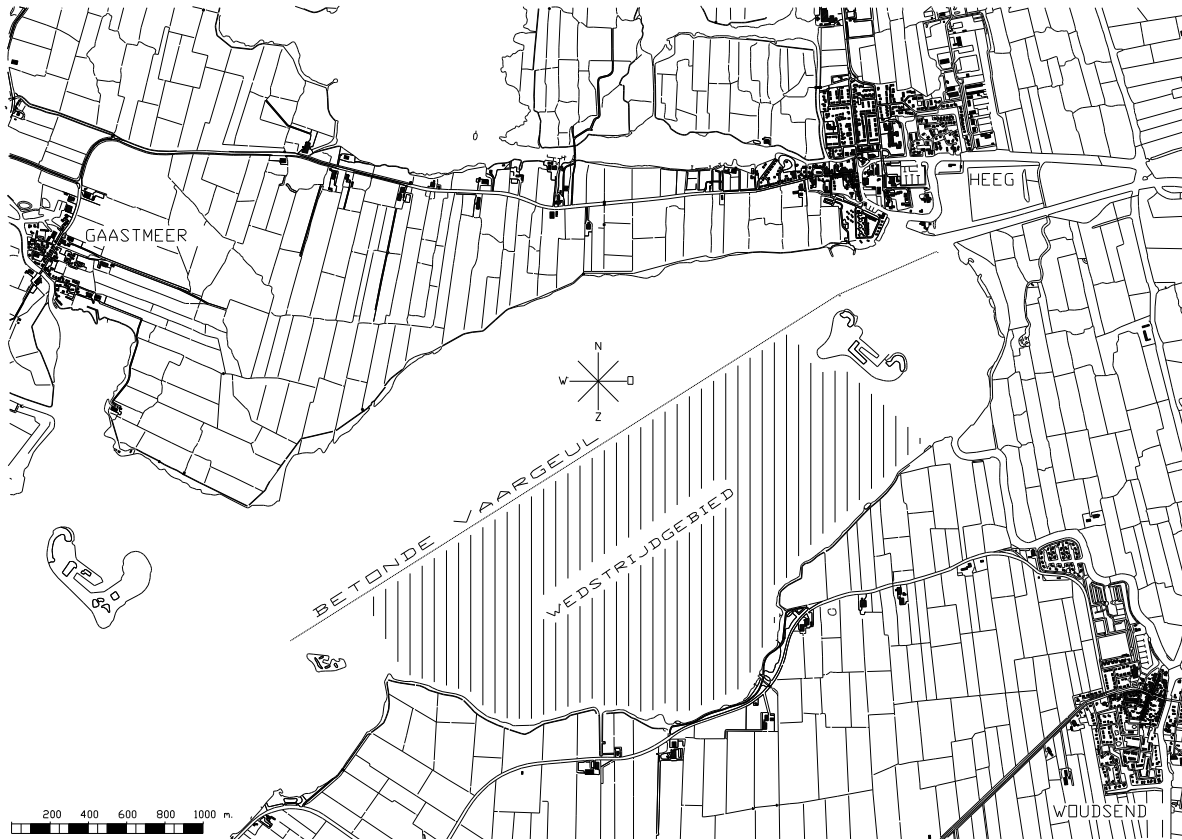 HEEG
GAASTMEER
N
W O
Z
BETONDE VAARGEUL
WEDSTRIJDGEBIED
WOUDSEND
200 400 600 800 1000 m.